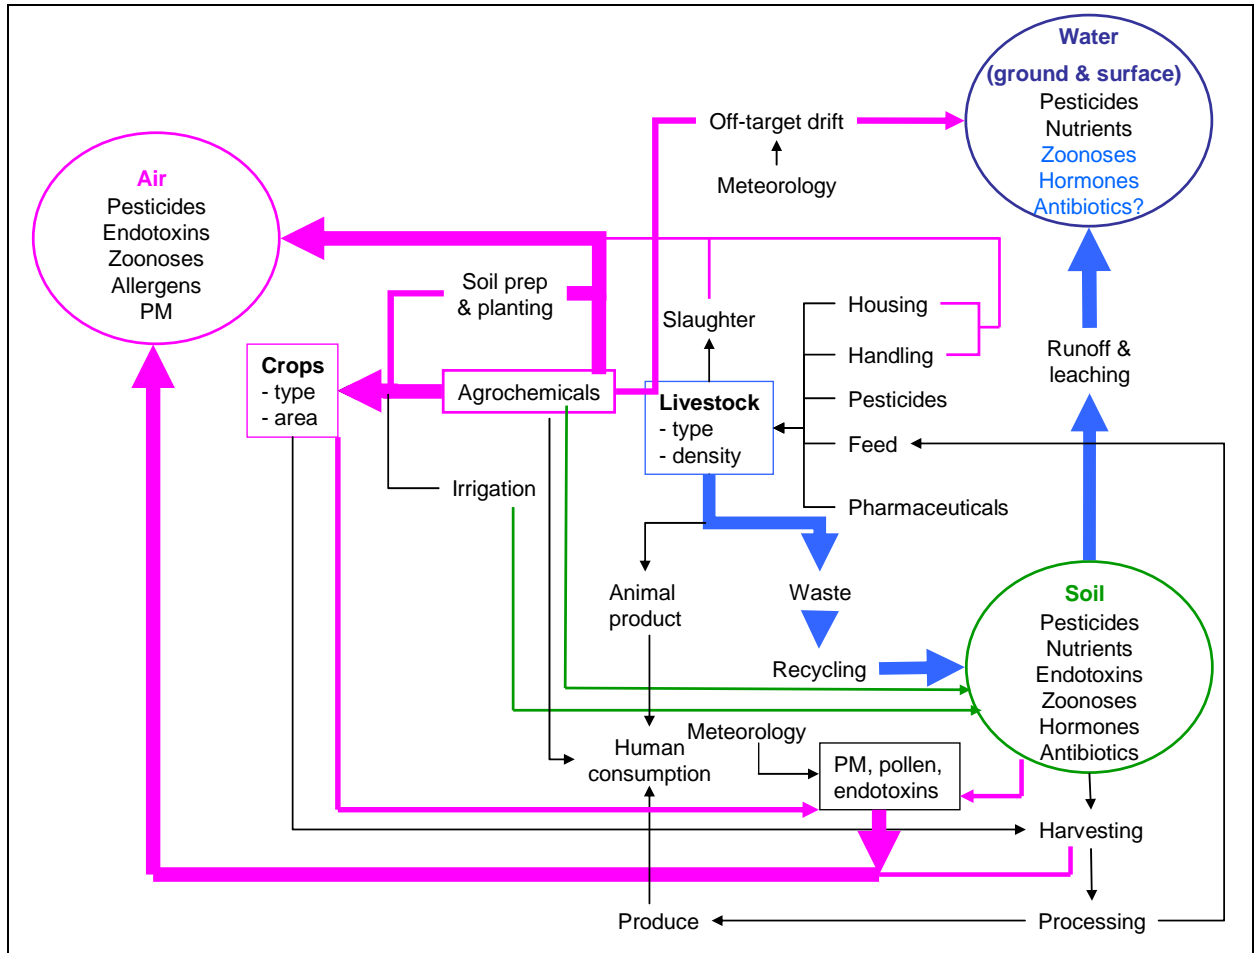 Water
(ground & surface)
Pesticides
Nutrients
Zoonoses
Hormones
Antibiotics?
Off-target drift
Meteorology
Air
Pesticides
Endotoxins
Zoonoses
Allergens
PM
Soil prep
& planting
Slaughter
Housing
Handling
Pesticides
Feed
Pharmaceuticals
Runoff &
leaching
Crops
- type
- area
Agrochemicals
Livestock
- type
- density
Irrigation
Animal
product
Waste
Recycling
Soil
Pesticides
Nutrients
Endotoxins
Zoonoses
Hormones
Antibiotics
Meteorology
Human
consumption
PM, pollen,
endotoxins
Harvesting
Produce
Processing